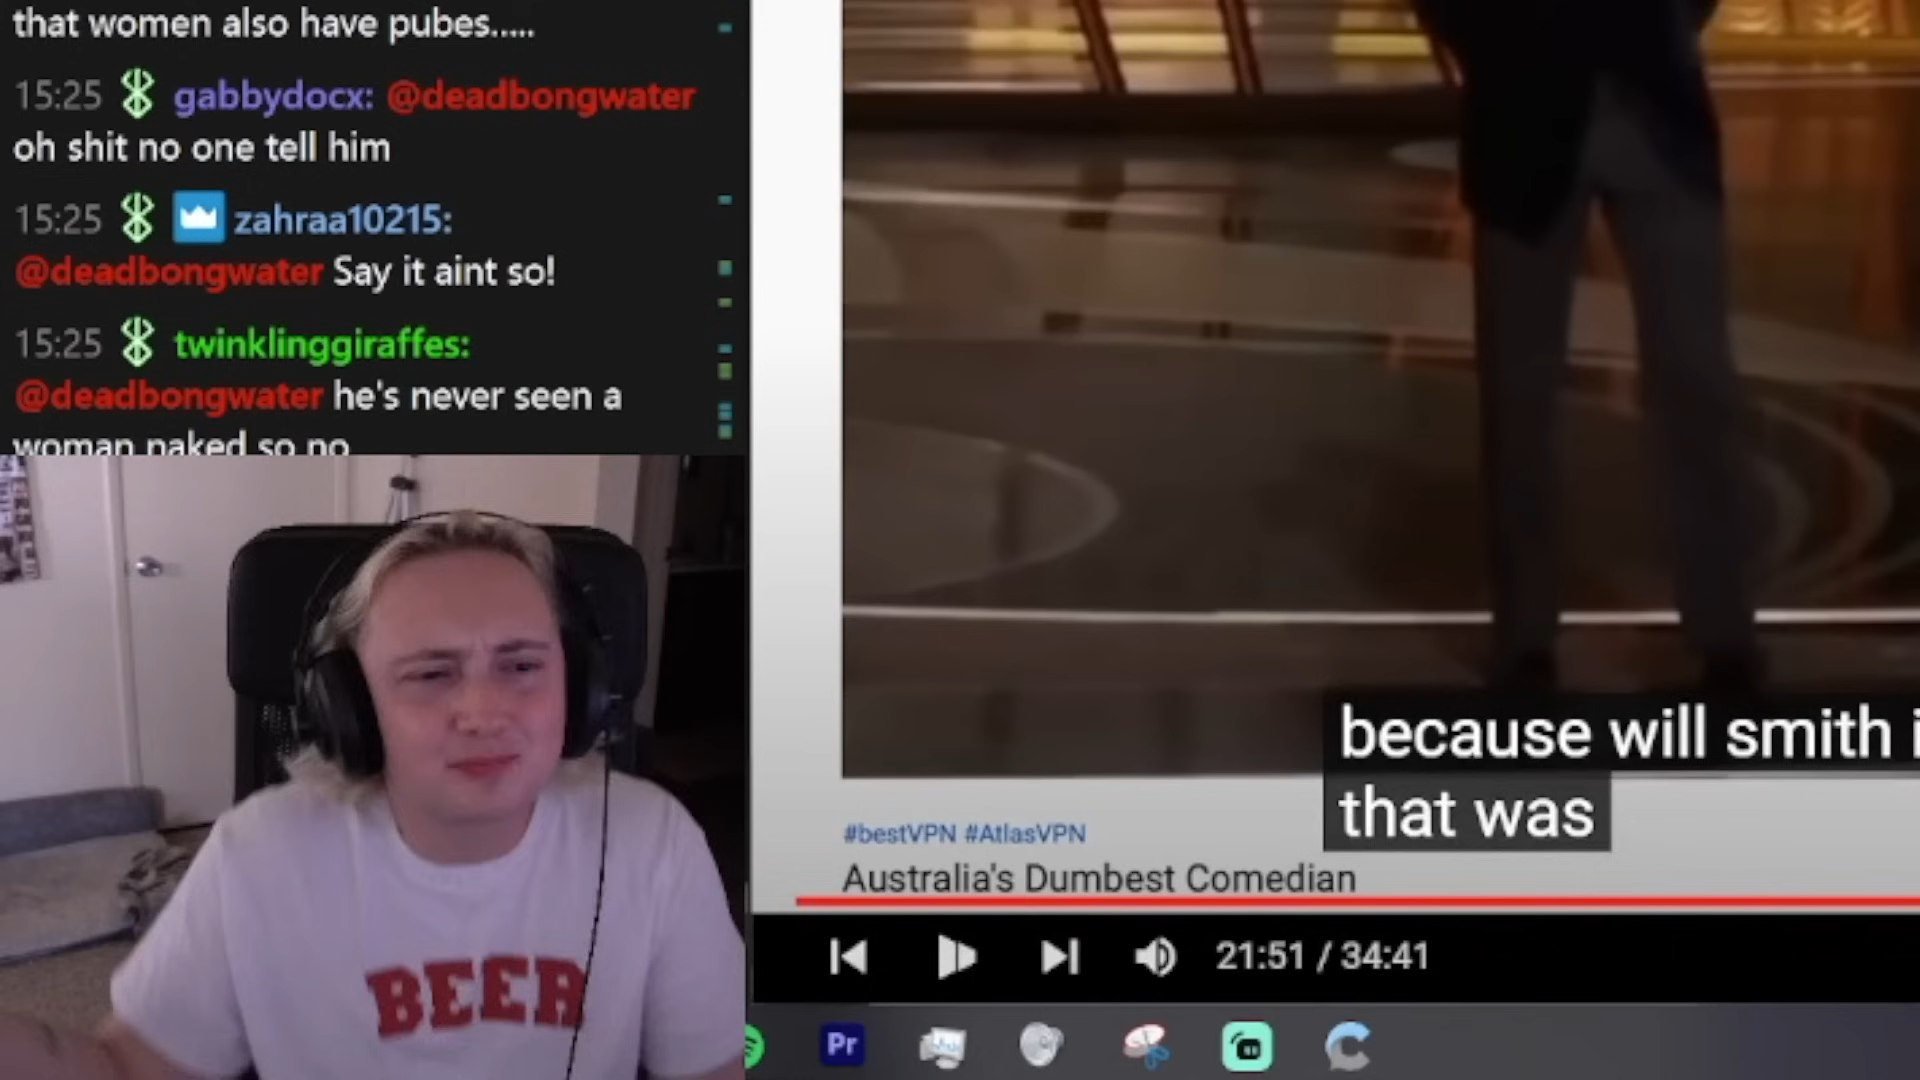 that women also have pubes.....
15:25 gabbydocx: @deadbongwater
oh shit no one tell him
15:25 zahraa10215:
@deadbongwater Say it aint so!
15:25 twinklinggiraffes:
@deadbongwater he's never seen a
woman naked so no
BEER
because will smith i
that was
#bestVPN #AtlasVPN
Australia's Dumbest Comedian
21:51 / 34:41
Pr